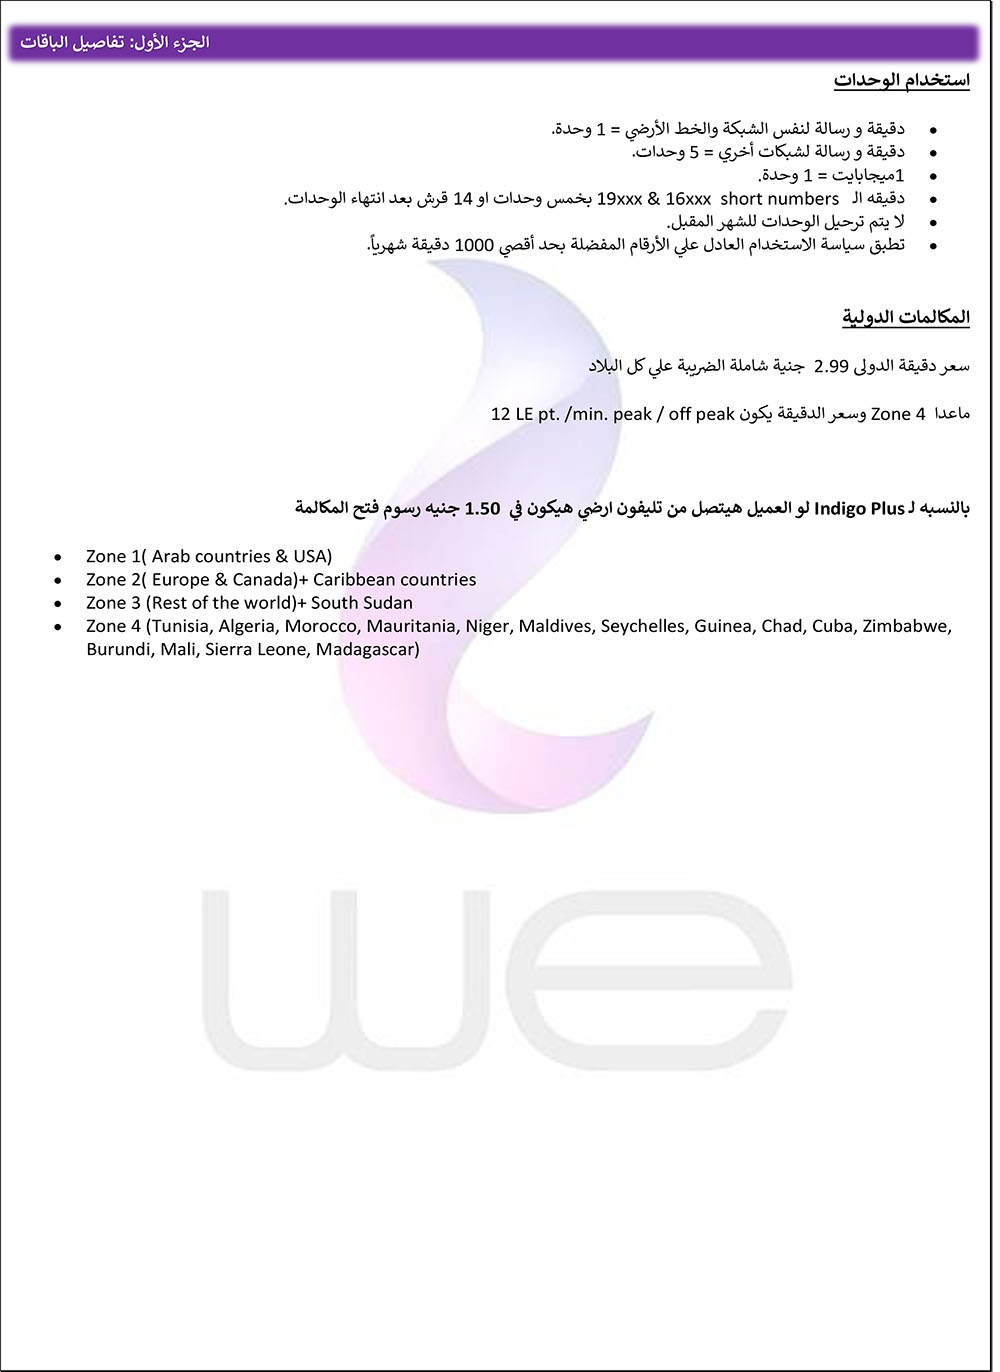 الجزء الأول: تفاصيل الباقات
استخدام الوحدات
• دقيقة و رسالة لنفس الشبكة والخط الأرضي = 1 وحدة.
• دقيقة و رسالة لشبكات أخري = 5 وحدات.
• 1ميجابايت = 1 وحدة.
• دقيقه الـ 19xxx & 16xxx short numbers بخمس وحدات او 14 قرش بعد انتهاء الوحدات.
• لا يتم ترحيل الوحدات للشهر المقبل.
• تطبق سياسة الاستخدام العادل علي الأرقام المفضلة بحد أقصي 1000 دقيقة شهرياً.
المكالمات الدولية
سعر دقيقة الدولى 2.99 جنية شاملة الضريبة علي كل البلاد
ماعدا Zone 4 وسعر الدقيقة يكون 12 LE pt. /min. peak / off peak
بالنسبه لـ Indigo Plus لو العميل هيتصل من تليفون ارضي هيكون في 1.50 جنيه رسوم فتح المكالمة
• Zone 1( Arab countries & USA)
• Zone 2( Europe & Canada)+ Caribbean countries
• Zone 3 (Rest of the world)+ South Sudan
• Zone 4 (Tunisia, Algeria, Morocco, Mauritania, Niger, Maldives, Seychelles, Guinea, Chad, Cuba, Zimbabwe,
Burundi, Mali, Sierra Leone, Madagascar)
we